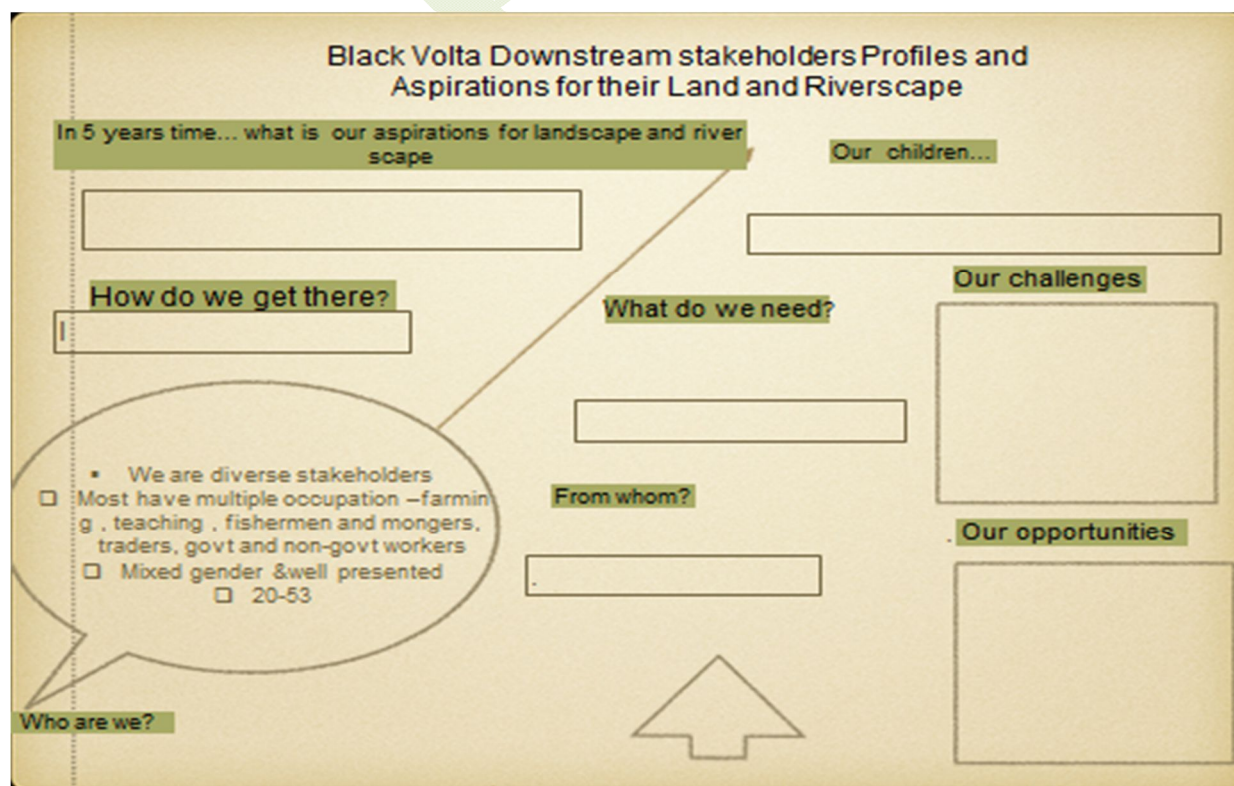 Black Volta Downstream stakeholders Profiles and
Aspirations for their Land and Riverscape
In 5 years time... what is our aspirations for landscape and river
scape
Our children...
How do we get there?
What do we need?
Our challenges
▪ We are diverse stakeholders
❑ Most have multiple occupation –farmin
g , teaching , fishermen and mongers,
traders, govt and non-govt workers
❑ Mixed gender &well presented
❑ 20-53
From whom?
. Our opportunities
Who are we?